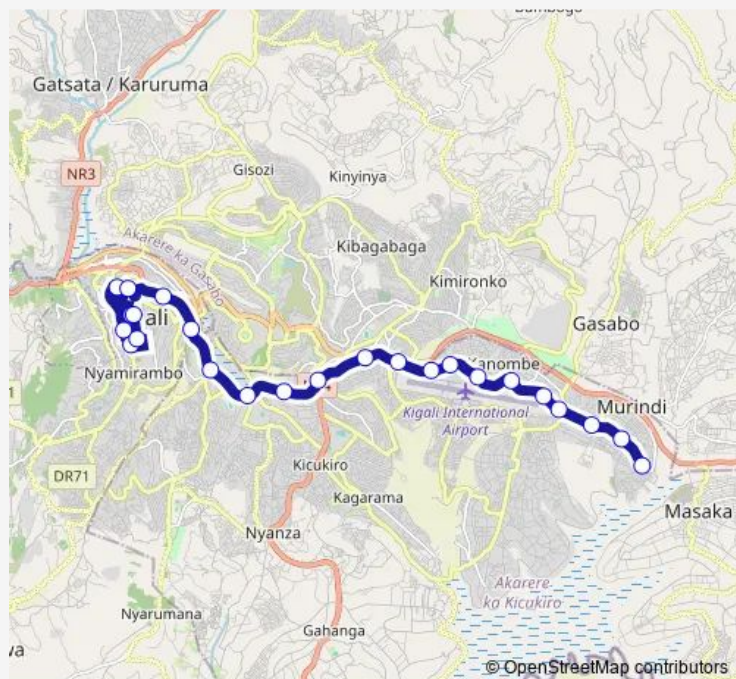 Gatsata / Karuruma
NR3
Gisozi
Kinyinya
Akarere ka Gasabo
Kibagabaga
Kimironko
Gasabo
ali
Nyamirambo
Kanombe
Kigali International
Airport
Murindi
DR71
Kicukiro
Kagarama
Masaka
Nyanza
Akarere
ka Kicukiro
Nyarumana
Gahanga
© OpenStreetMap contributors